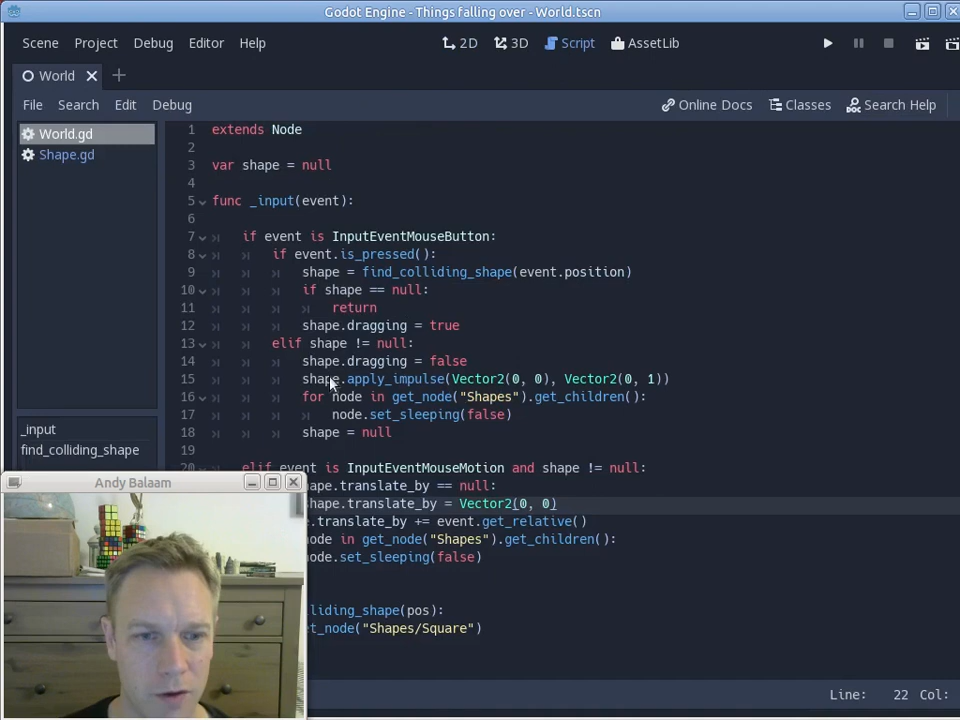 Godot Engine - Things falling over - World.tscn
Scene Project Debug Editor Help 2D 3D Script AssetLib
World
File Search Edit Debug Online Docs Classes Search Help
World.gd
Shape.gd
_input
find_colliding_shape
1 extends Node
2
3 var shape = null
4
5 func _input(event):
6
7 if event is InputEventMouseButton:
8 if event.is_pressed():
9 shape = find_colliding_shape(event.position)
10 if shape == null:
11 return
12 shape.dragging = true
13 elif shape != null:
14 shape.dragging = false
15 shape.apply_impulse(Vector2(0, 0), Vector2(0, 1))
16 for node in get_node("Shapes").get_children():
17 node.set_sleeping(false)
18 shape = null
19
20 elif event is InputEventMouseMotion and shape != null:
hape.translate_by == null:
shape.translate_by = Vector2(0, 0)
e.translate_by += event.get_relative()
node in get_node("Shapes").get_children():
node.set_sleeping(false)
lliding_shape(pos):
et_node("Shapes/Square")
Andy Balaam
Line: 22 Col: